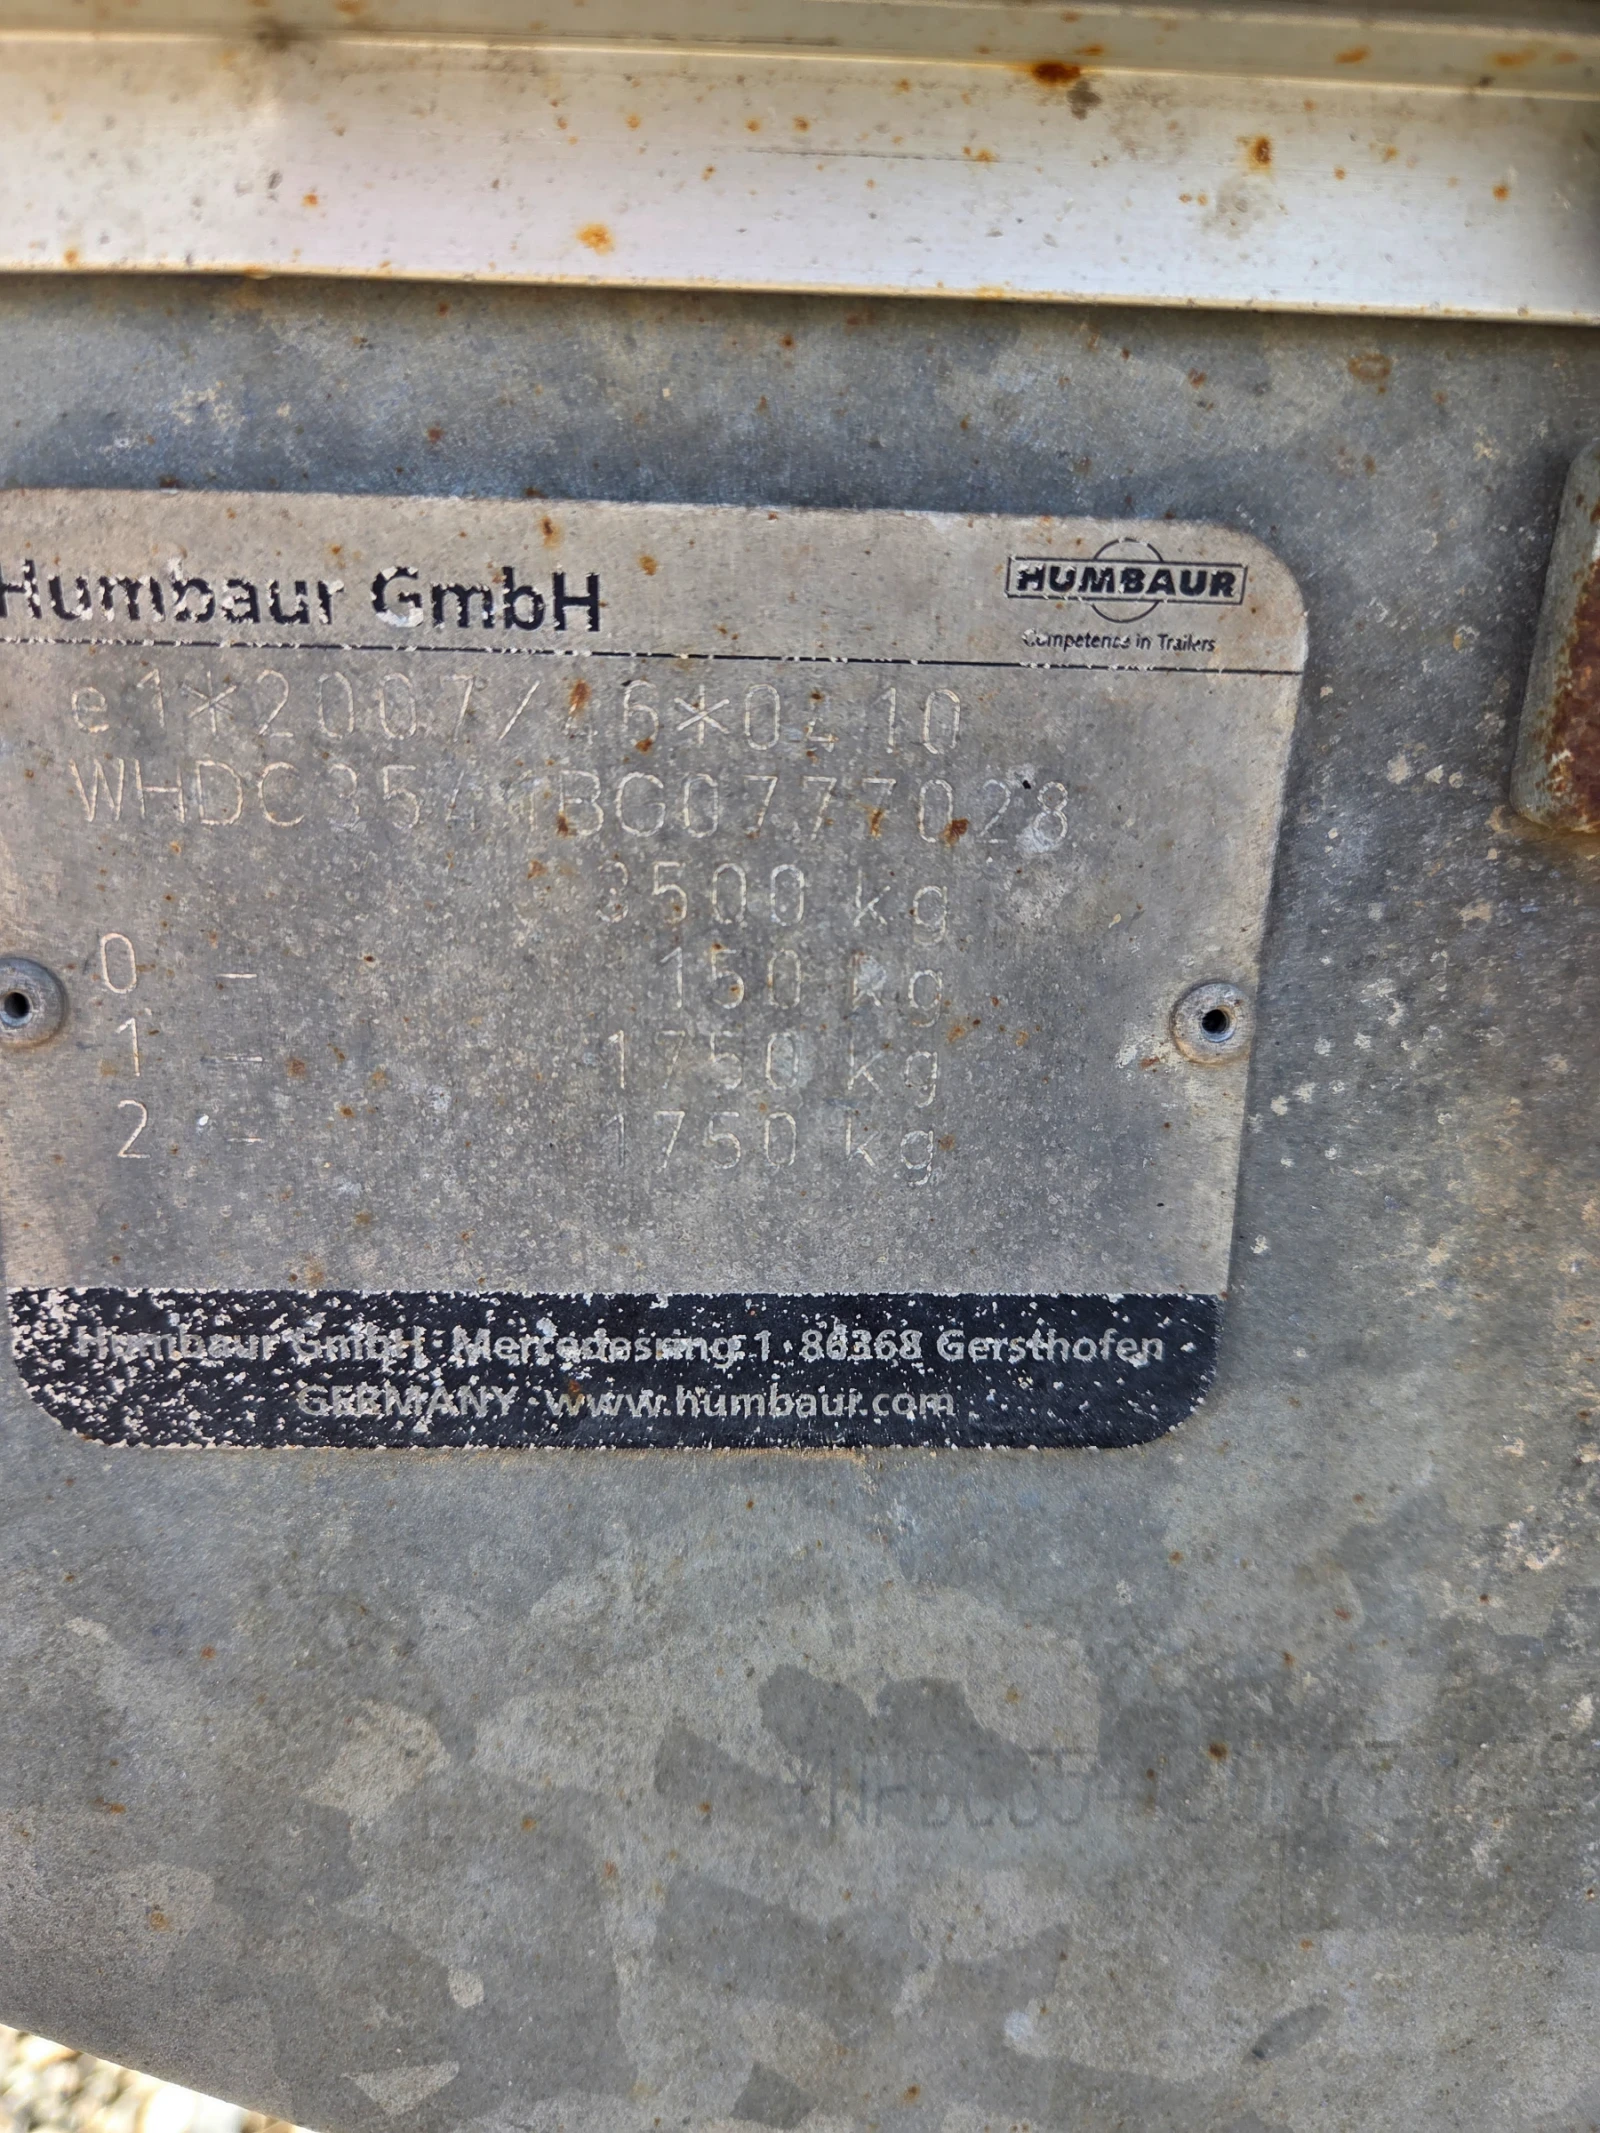 Humbaur GmbH
HUMBAUR
Competence in Trailers
e1*2007/46*0410
3500 kg
0 - 150 kg
1 - 1750 kg
2 - 1750 kg
Humbaur GmbH · Mercedesring 1 · 86368 Gersthofen
GERMANY · www.humbaur.com